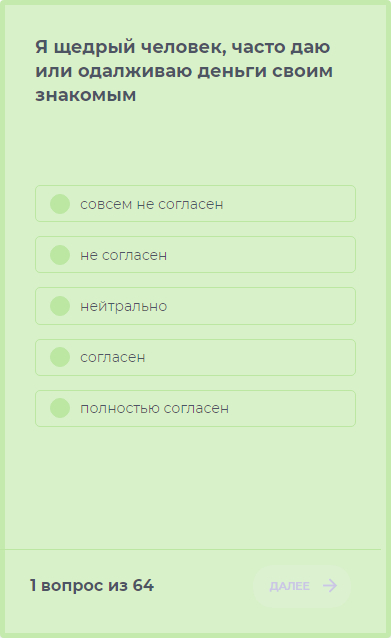 Я щедрый человек, часто даю
или одалживаю деньги своим
знакомым
совсем не согласен
не согласен
нейтрально
согласен
полностью согласен
1 вопрос из 64
ДАЛЕЕ